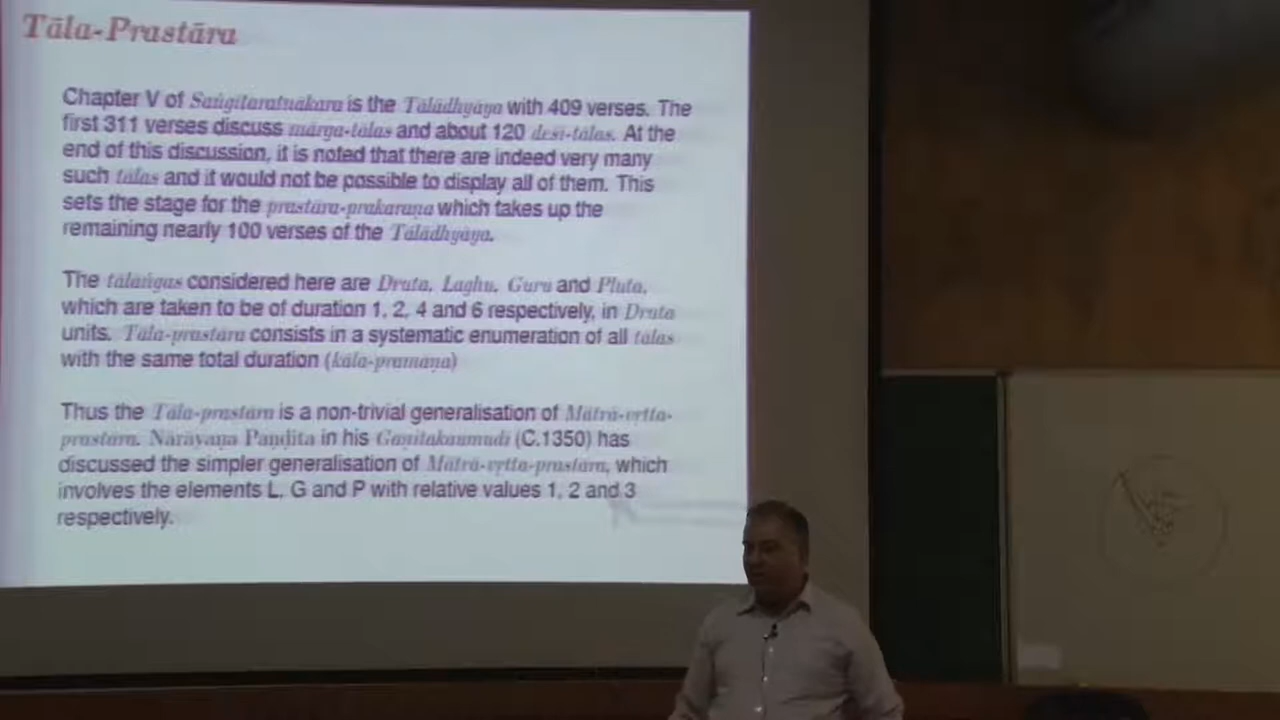 Tāla-Prastāra
Chapter V of Saṅgītaratnākara is the Tālādhyāya with 409 verses. The
first 311 verses discuss mārga-tālas and about 120 deśī-tālas. At the
end of this discussion, it is noted that there are indeed very many
such tālas and it would not be possible to display all of them. This
sets the stage for the prastāra-prakaraṇa which takes up the
remaining nearly 100 verses of the Tālādhyāya.
The tālāṅgas considered here are Druta, Laghu, Guru and Pluta,
which are taken to be of duration 1, 2, 4 and 6 respectively, in Druta
units. Tāla-prastāra consists in a systematic enumeration of all tālas
with the same total duration (kāla-pramāṇa)
Thus the Tāla-prastāra is a non-trivial generalisation of Mātrā-vṛtta-
prastāra. Nārāyaṇa Paṇḍita in his Gaṇitakaumudī (C.1350) has
discussed the simpler generalisation of Mātrā-vṛtta-prastāra, which
involves the elements L, G and P with relative values 1, 2 and 3
respectively.